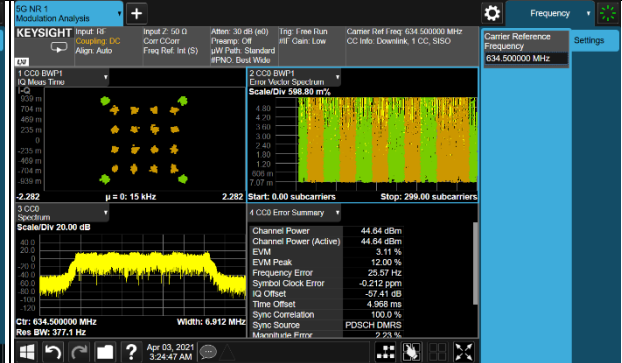 5G NR 1
Modulation Analysis
Frequency
KEYSIGHT
Input: RF
Coupling: DC
Align: Auto
Input Z: 50 Ω
Corr CCorr
Freq Ref: Int (S)
Atten: 30 dB (e0)
Preamp: Off
µW Path: Standard
#PNO: Best Wide
Trig: Free Run
#IF Gain: Low
Carrier Ref Freq: 634.500000 MHz
CC Info: Downlink, 1 CC, SISO
Carrier Reference
Frequency
634.500000 MHz
Settings
1 CC0 BWP1
IQ Meas Time
I-Q
939 m
704 m
469 m
235 m
0
-235 m
-469 m
-704 m
-939 m
-2.282
µ = 0: 15 kHz
2.282
2 CC0 BWP1
Error Vector Spectrum
Scale/Div 598.80 m%
4.80
4.20
3.60
3.00
2.40
1.80
1.20
606 m
7.07 m
Start: 0.00 subcarriers
Stop: 299.00 subcarriers
3 CC0
Spectrum
Scale/Div 20.00 dB
40.0
20.0
0
-20.0
-40.0
-60.0
-80.0
-100
-120
Ctr: 634.500000 MHz
Width: 6.912 MHz
Res BW: 377.1 Hz
4 CC0 Error Summary
Channel Power 44.64 dBm
Channel Power (Active) 44.64 dBm
EVM 3.11 %
EVM Peak 12.00 %
Frequency Error 25.57 Hz
Symbol Clock Error -0.212 ppm
IQ Offset -57.41 dB
Time Offset 4.968 ms
Sync Correlation 100.0 %
Sync Source PDSCH DMRS
Magnitude Error 2.23 %
Apr 03, 2021
3:24:47 AM